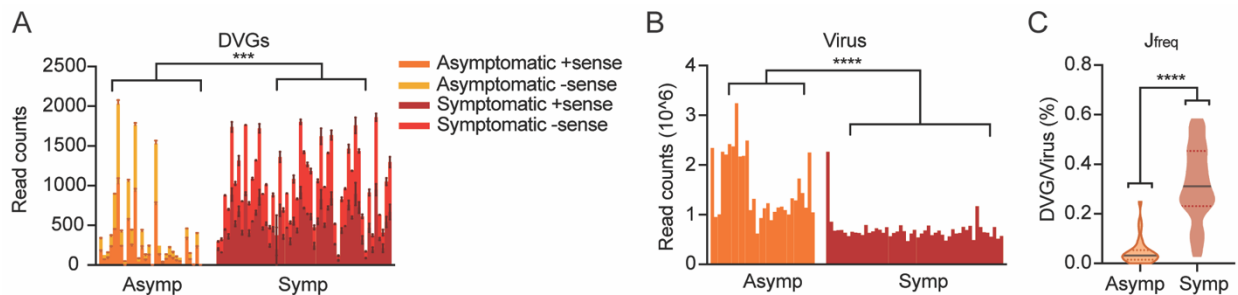 A
DVGs
***
2500
2000
1500
1000
500
0
Read counts
Asymp
Symp
Asymptomatic +sense
Asymptomatic -sense
Symptomatic +sense
Symptomatic -sense
B
Virus
****
4
3
2
1
0
Read counts (10^6)
Asymp
Symp
C
Jfreq
****
0.8
0.6
0.4
0.2
0.0
DVG/Virus (%)
Asymp
Symp